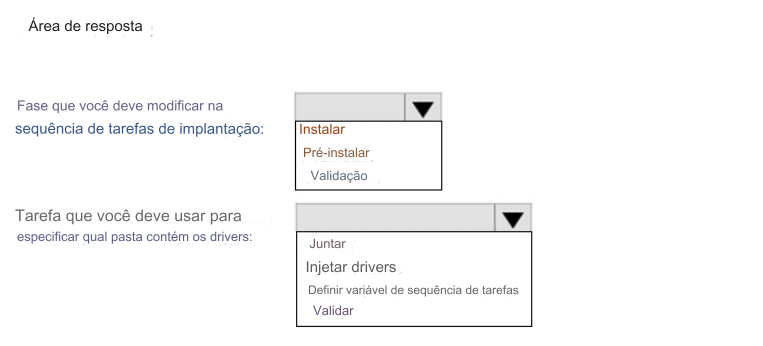 Área de resposta
Fase que você deve modificar na
sequência de tarefas de implantação:
Instalar
Pré-instalar
Validação
Tarefa que você deve usar para
especificar qual pasta contém os drivers:
Juntar
Injetar drivers
Definir variável de sequência de tarefas
Validar